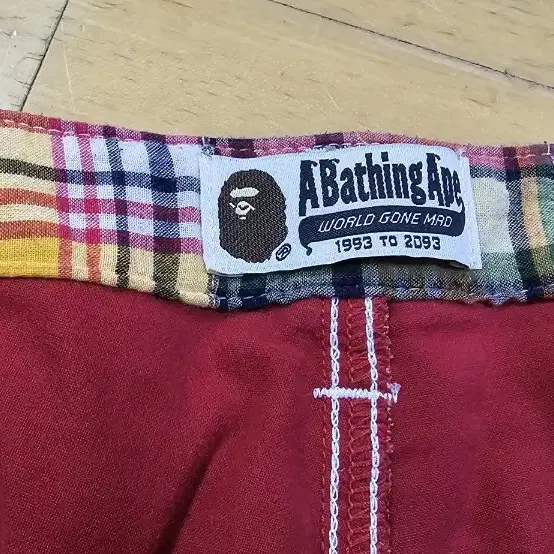 A Bathing Ape
WORLD GONE MAD
1993 TO 2093
®